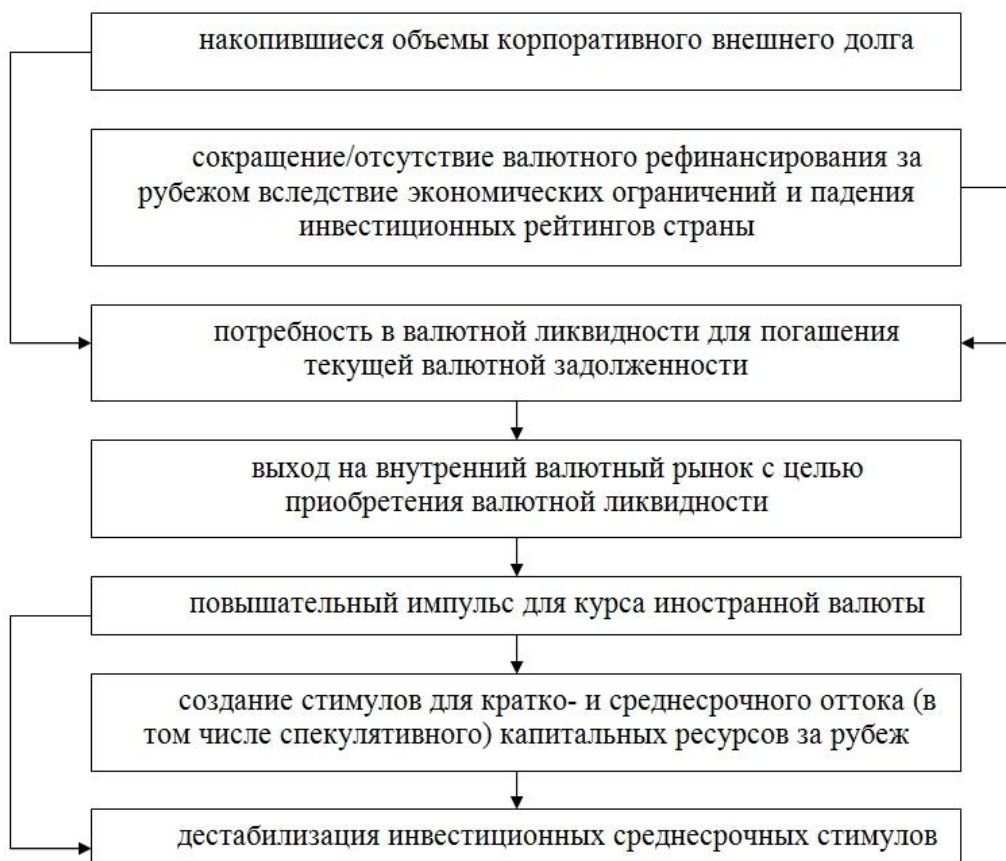 накопившиеся объемы корпоративного внешнего долга
сокращение/отсутствие валютного рефинансирования за
рубежом вследствие экономических ограничений и падения
инвестиционных рейтингов страны
потребность в валютной ликвидности для погашения
текущей валютной задолженности
выход на внутренний валютный рынок с целью
приобретения валютной ликвидности
повышательный импульс для курса иностранной валюты
создание стимулов для кратко- и среднесрочного оттока (в
том числе спекулятивного) капитальных ресурсов за рубеж
дестабилизация инвестиционных среднесрочных стимулов